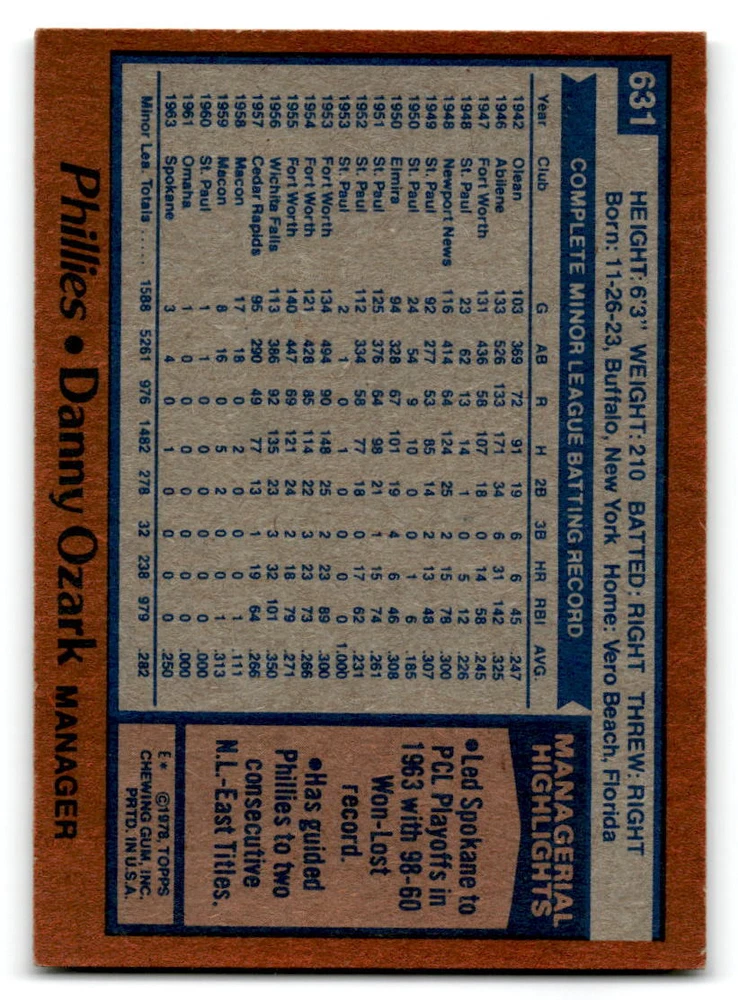 631
HEIGHT: 6'3" WEIGHT: 210 BATTED: RIGHT THREW: RIGHT
Born: 11-26-23, Buffalo, New York Home: Vero Beach, Florida
COMPLETE MINOR LEAGUE BATTING RECORD
Year Club G AB R H 2B 3B HR RBI AVG.
1942 Olean 103 369 72 91 19 6 6 45 .247
1946 Abilene 133 526 133 171 34 6 31 142 .325
1947 Fort Worth 131 436 58 107 18 0 14 58 .245
1948 St. Paul 23 62 13 14 1 0 5 12 .226
1948 Newport News 116 414 64 124 25 2 15 78 .300
1949 St. Paul 92 277 53 85 14 2 13 48 .307
1950 St. Paul 24 54 9 10 0 0 1 6 .185
1950 Elmira 94 328 67 101 19 4 6 46 .308
1951 St. Paul 125 376 64 98 21 1 15 74 .261
1952 St. Paul 112 334 58 77 18 0 17 62 .231
1953 St. Paul 2 1 0 1 0 0 0 0 1.000
1953 Fort Worth 134 494 90 148 25 2 23 89 .300
1954 Fort Worth 121 428 85 114 22 3 23 73 .266
1955 Fort Worth 140 447 69 121 24 2 18 79 .271
1956 Wichita Falls 113 386 92 135 23 3 32 101 .350
1957 Cedar Rapids 95 290 49 77 13 1 19 64 .266
1958 Macon 17 18 0 2 0 0 0 1 .111
1959 Macon 8 16 0 5 2 0 0 1 .313
1960 St. Paul 1 0 0 0 0 0 0 0 .000
1961 Omaha 1 0 0 0 0 0 0 0 .000
1963 Spokane 3 4 0 1 0 0 0 0 .250
Minor Lea. Totals ..... 1588 5261 976 1482 278 32 238 979 .282
MANAGERIAL
HIGHLIGHTS
•Led Spokane to
PCL Playoffs in
1963 with 98-60
Won-Lost
record.
•Has guided
Phillies to two
consecutive
N.L.-East Titles.
E* ©1978 TOPPS
CHEWING GUM, INC.
PRTD. IN U.S.A.
Phillies • Danny Ozark MANAGER